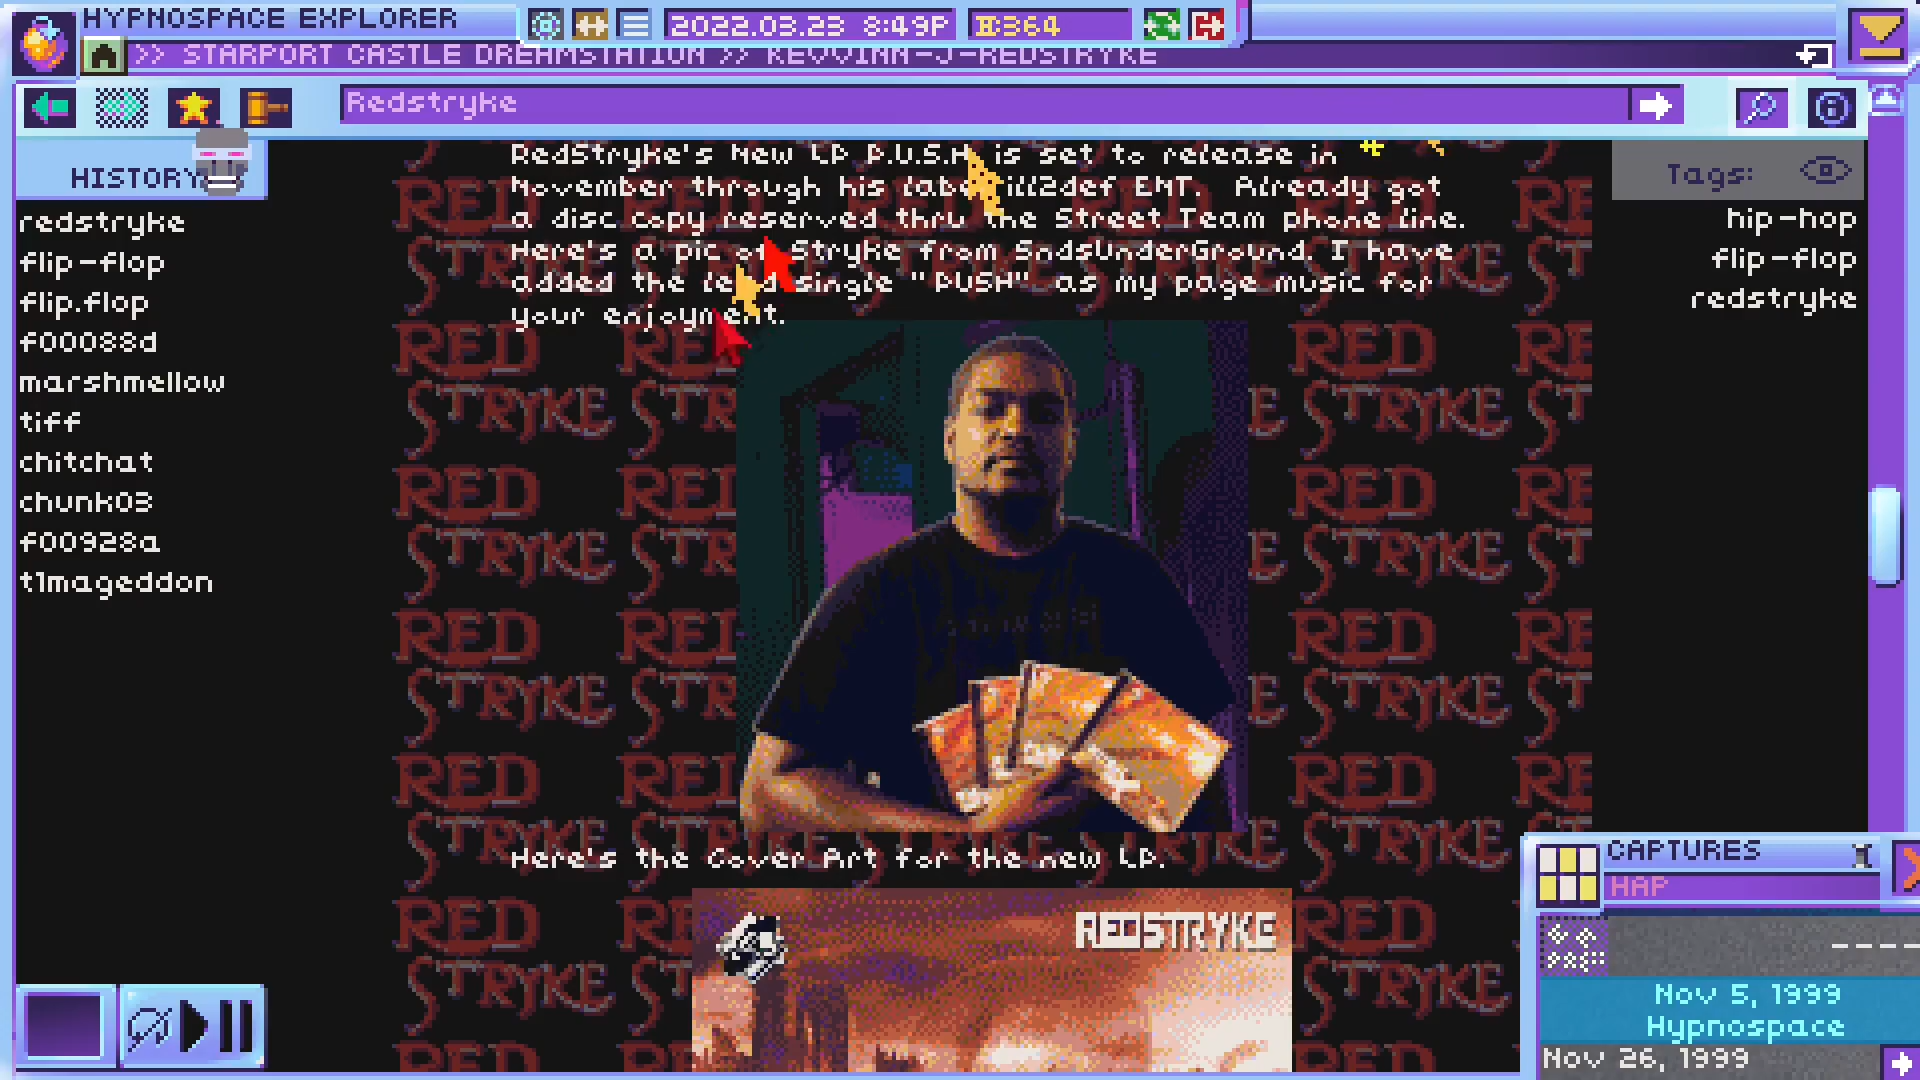 HYPNOSPACE EXPLORER
2022.03.23 8:49P
364
>> STARPORT CASTLE DREAMSTATION >> KEVVINN-J-REDSTRYKE
Redstryke
HISTORY
redstryke
flip-flop
flip.flop
f00088d
marshmellow
tiff
chitchat
chunk03
f00928a
t1mageddon
RedStryke's New LP P.U.S.H. is set to release in
November through his label ill2def ENT. Already got
a disc copy reserved thru the Street Team phone line.
Here's a pic of Stryke from SndsUnderGround. I have
added the lead single "PUSH" as my page music for
your enjoyment.
RED
STRYKE
Here's the Cover Art for the new LP.
REDSTRYKE
Tags:
hip-hop
flip-flop
redstryke
CAPTURES
HAP
Nov 5, 1999
Hypnospace
Nov 26, 1999